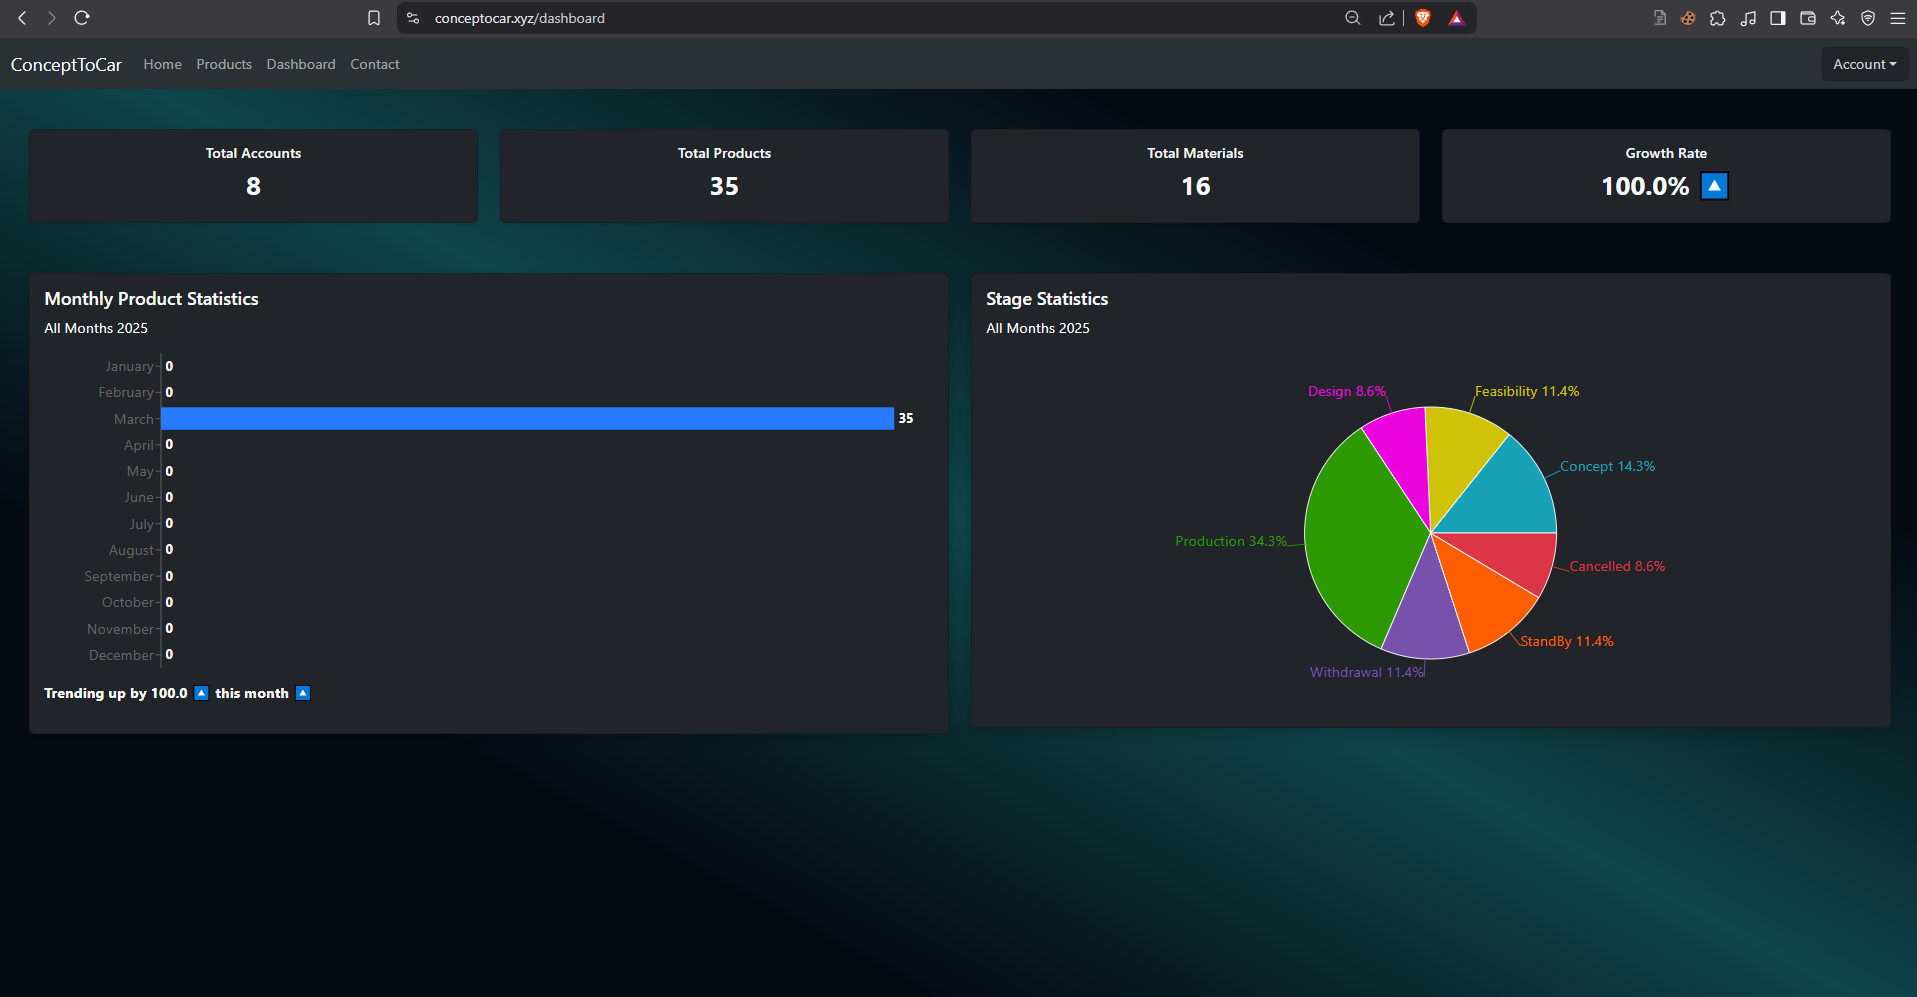 conceptocar.xyz/dashboard
ConceptToCar Home Products Dashboard Contact Account
Total Accounts
8
Total Products
35
Total Materials
16
Growth Rate
100.0% 🔼
Monthly Product Statistics
All Months 2025
January 0
February 0
March 35
April 0
May 0
June 0
July 0
August 0
September 0
October 0
November 0
December 0
Trending up by 100.0 🔼 this month 🔼
Stage Statistics
All Months 2025
Design 8.6%
Feasibility 11.4%
Concept 14.3%
Production 34.3%
Cancelled 8.6%
StandBy 11.4%
Withdrawal 11.4%